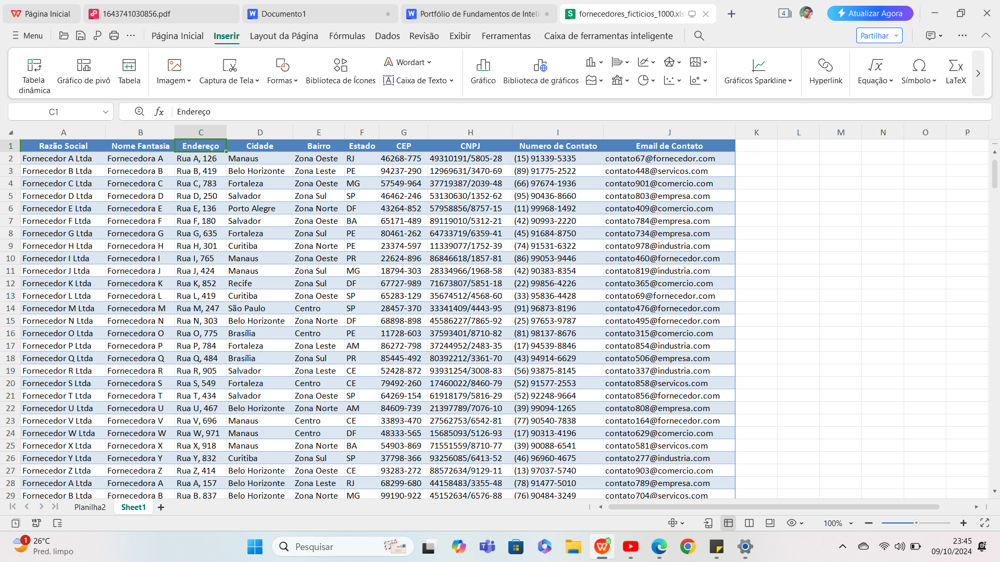 Página Inicial
1643741030856.pdf
Documento1
Portfólio de Fundamentos de Inteli
fornecedores_ficticios_1000.xls
4
Atualizar Agora
Menu
Página Inicial
Inserir
Layout da Página
Fórmulas
Dados
Revisão
Exibir
Ferramentas
Caixa de ferramentas inteligente
Partilhar
Tabela dinâmica
Gráfico de pivô
Tabela
Imagem
Captura de Tela
Formas
Biblioteca de Ícones
Wordart
Caixa de Texto
Gráfico
Biblioteca de gráficos
Gráficos Sparkline
Hyperlink
Equação
Símbolo
LaTeX
C1
fx
Endereço
A B C D E F G H I J K L M N O P
1 Razão Social Nome Fantasia Endereço Cidade Bairro Estado CEP CNPJ Numero de Contato Email de Contato
2 Fornecedor A Ltda Fornecedora A Rua A, 126 Manaus Zona Oeste RJ 46268-775 49310191/5805-28 (15) 91339-5335 contato67@fornecedor.com
3 Fornecedor B Ltda Fornecedora B Rua B, 419 Belo Horizonte Zona Leste PE 94237-290 12969631/3470-69 (89) 91775-2522 contato448@servicos.com
4 Fornecedor C Ltda Fornecedora C Rua C, 783 Fortaleza Zona Oeste MG 57549-964 37719387/2039-48 (66) 97674-1936 contato901@comercio.com
5 Fornecedor D Ltda Fornecedora D Rua D, 250 Salvador Zona Sul SP 46462-246 53130630/1352-62 (95) 90436-8660 contato803@empresa.com
6 Fornecedor E Ltda Fornecedora E Rua E, 136 Porto Alegre Zona Norte DF 43264-852 57958856/8757-15 (11) 99968-1492 contato409@comercio.com
7 Fornecedor F Ltda Fornecedora F Rua F, 180 Salvador Zona Oeste BA 65171-489 89119010/5312-21 (42) 90993-2220 contato784@empresa.com
8 Fornecedor G Ltda Fornecedora G Rua G, 635 Fortaleza Zona Sul PE 80461-262 64733719/6359-41 (45) 91684-8750 contato734@empresa.com
9 Fornecedor H Ltda Fornecedora H Rua H, 301 Curitiba Zona Norte PE 23374-597 11339077/1752-39 (74) 91531-6322 contato978@industria.com
10 Fornecedor I Ltda Fornecedora I Rua I, 765 Manaus Zona Oeste PR 22624-896 86846618/1857-81 (86) 99053-9446 contato460@fornecedor.com
11 Fornecedor J Ltda Fornecedora J Rua J, 424 Manaus Zona Sul MG 18794-303 28334966/1968-58 (42) 90383-8354 contato819@industria.com
12 Fornecedor K Ltda Fornecedora K Rua K, 852 Recife Zona Sul DF 67727-989 71673807/5851-18 (22) 99856-4226 contato365@comercio.com
13 Fornecedor L Ltda Fornecedora L Rua L, 419 Curitiba Zona Oeste SP 65283-129 35674512/4568-60 (33) 95836-4428 contato69@fornecedor.com
14 Fornecedor M Ltda Fornecedora M Rua M, 247 São Paulo Centro SP 28457-370 33341409/4443-95 (91) 96873-8196 contato476@fornecedor.com
15 Fornecedor N Ltda Fornecedora N Rua N, 303 Belo Horizonte Zona Norte DF 68898-898 45586227/7865-92 (25) 97653-9787 contato495@fornecedor.com
16 Fornecedor O Ltda Fornecedora O Rua O, 775 Brasília Centro PE 11728-603 37593401/8710-82 (81) 98137-8676 contato315@comercio.com
17 Fornecedor P Ltda Fornecedora P Rua P, 784 Fortaleza Zona Leste AM 86272-798 37244952/2483-35 (17) 94539-8846 contato854@industria.com
18 Fornecedor Q Ltda Fornecedora Q Rua Q, 484 Brasília Zona Sul PR 85445-492 80392212/3361-70 (43) 94914-6629 contato506@empresa.com
19 Fornecedor R Ltda Fornecedora R Rua R, 905 Salvador Zona Leste CE 52428-872 93931254/3008-83 (56) 93875-8145 contato337@industria.com
20 Fornecedor S Ltda Fornecedora S Rua S, 549 Fortaleza Centro CE 79492-260 17460022/8460-79 (52) 91577-2553 contato858@servicos.com
21 Fornecedor T Ltda Fornecedora T Rua T, 434 Salvador Zona Oeste SP 64269-154 61918179/5816-29 (52) 92248-9664 contato856@fornecedor.com
22 Fornecedor U Ltda Fornecedora U Rua U, 467 Belo Horizonte Zona Norte AM 84609-739 21397789/7076-10 (39) 99094-1265 contato808@empresa.com
23 Fornecedor V Ltda Fornecedora V Rua V, 696 Manaus Centro CE 33893-470 27562753/6542-81 (77) 90540-7838 contato164@fornecedor.com
24 Fornecedor W Ltda Fornecedora W Rua W, 971 Manaus Centro DF 48333-565 15685093/5126-93 (17) 90313-4196 contato629@comercio.com
25 Fornecedor X Ltda Fornecedora X Rua X, 918 Manaus Zona Norte BA 54903-869 71551559/8710-77 (39) 90088-6541 contato581@servicos.com
26 Fornecedor Y Ltda Fornecedora Y Rua Y, 832 Curitiba Zona Sul SP 37798-366 93256085/6413-52 (46) 96960-4675 contato277@industria.com
27 Fornecedor Z Ltda Fornecedora Z Rua Z, 414 Belo Horizonte Zona Oeste CE 93283-272 88572634/9129-11 (13) 97037-5740 contato903@comercio.com
28 Fornecedor A Ltda Fornecedora A Rua A, 157 Belo Horizonte Zona Leste RJ 68299-680 44158483/3355-48 (78) 91477-5010 contato789@empresa.com
29 Fornecedor B Ltda Fornecedora B Rua B, 837 Belo Horizonte Zona Norte MG 99190-922 45152634/6576-88 (76) 90484-3249 contato704@servicos.com
Planilha2
Sheet1
100%
1
26°C
Pred. limpo
Pesquisar
23:45
09/10/2024